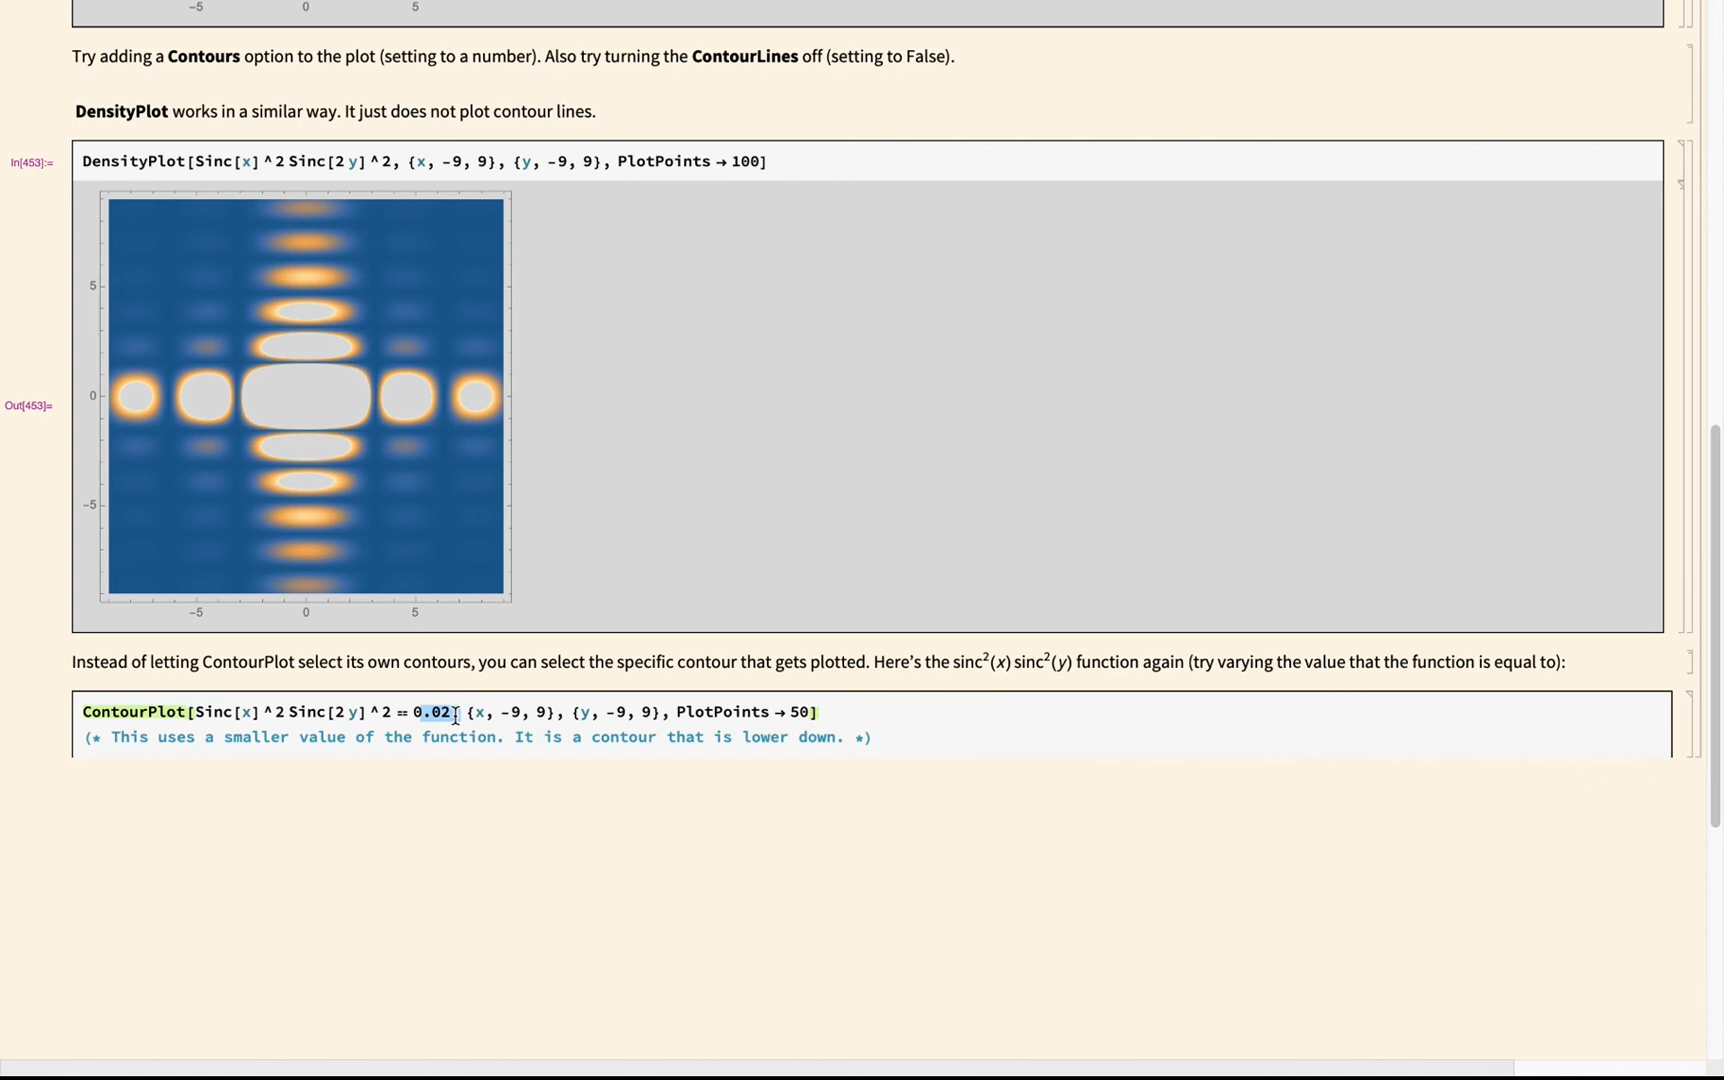 −5 0 5
Try adding a Contours option to the plot (setting to a number). Also try turning the ContourLines off (setting to False).
DensityPlot works in a similar way. It just does not plot contour lines.
In[453]:= DensityPlot[Sinc[x]^2 Sinc[2 y]^2, {x, -9, 9}, {y, -9, 9}, PlotPoints → 100]
5
0
Out[453]=
−5
−5 0 5
Instead of letting ContourPlot select its own contours, you can select the specific contour that gets plotted. Here’s the sinc²(x) sinc²(y) function again (try varying the value that the function is equal to):
ContourPlot[Sinc[x]^2 Sinc[2 y]^2 == 0.02, {x, -9, 9}, {y, -9, 9}, PlotPoints → 50]
(* This uses a smaller value of the function. It is a contour that is lower down. *)